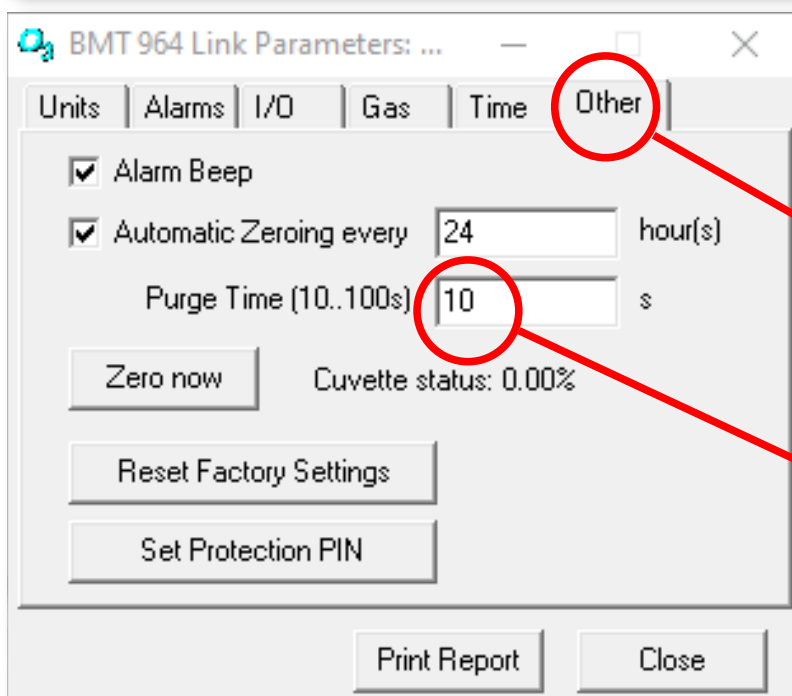 BMT 964 Link Parameters: ...
Units Alarms I/O Gas Time Other
Alarm Beep
Automatic Zeroing every 24 hour(s)
Purge Time (10..100s) 10 s
Zero now Cuvette status: 0.00%
Reset Factory Settings
Set Protection PIN
Print Report Close